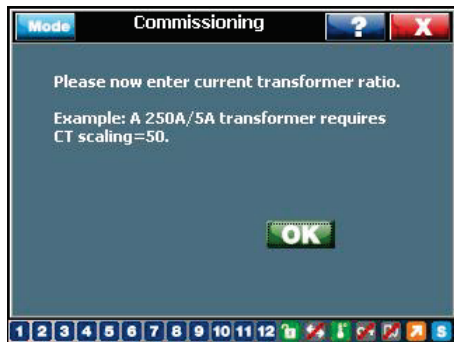 Mode Commissioning ? X
Please now enter current transformer ratio.
Example: A 250A/5A transformer requires
CT scaling=50.
OK
1 2 3 4 5 6 7 8 9 10 11 12 S